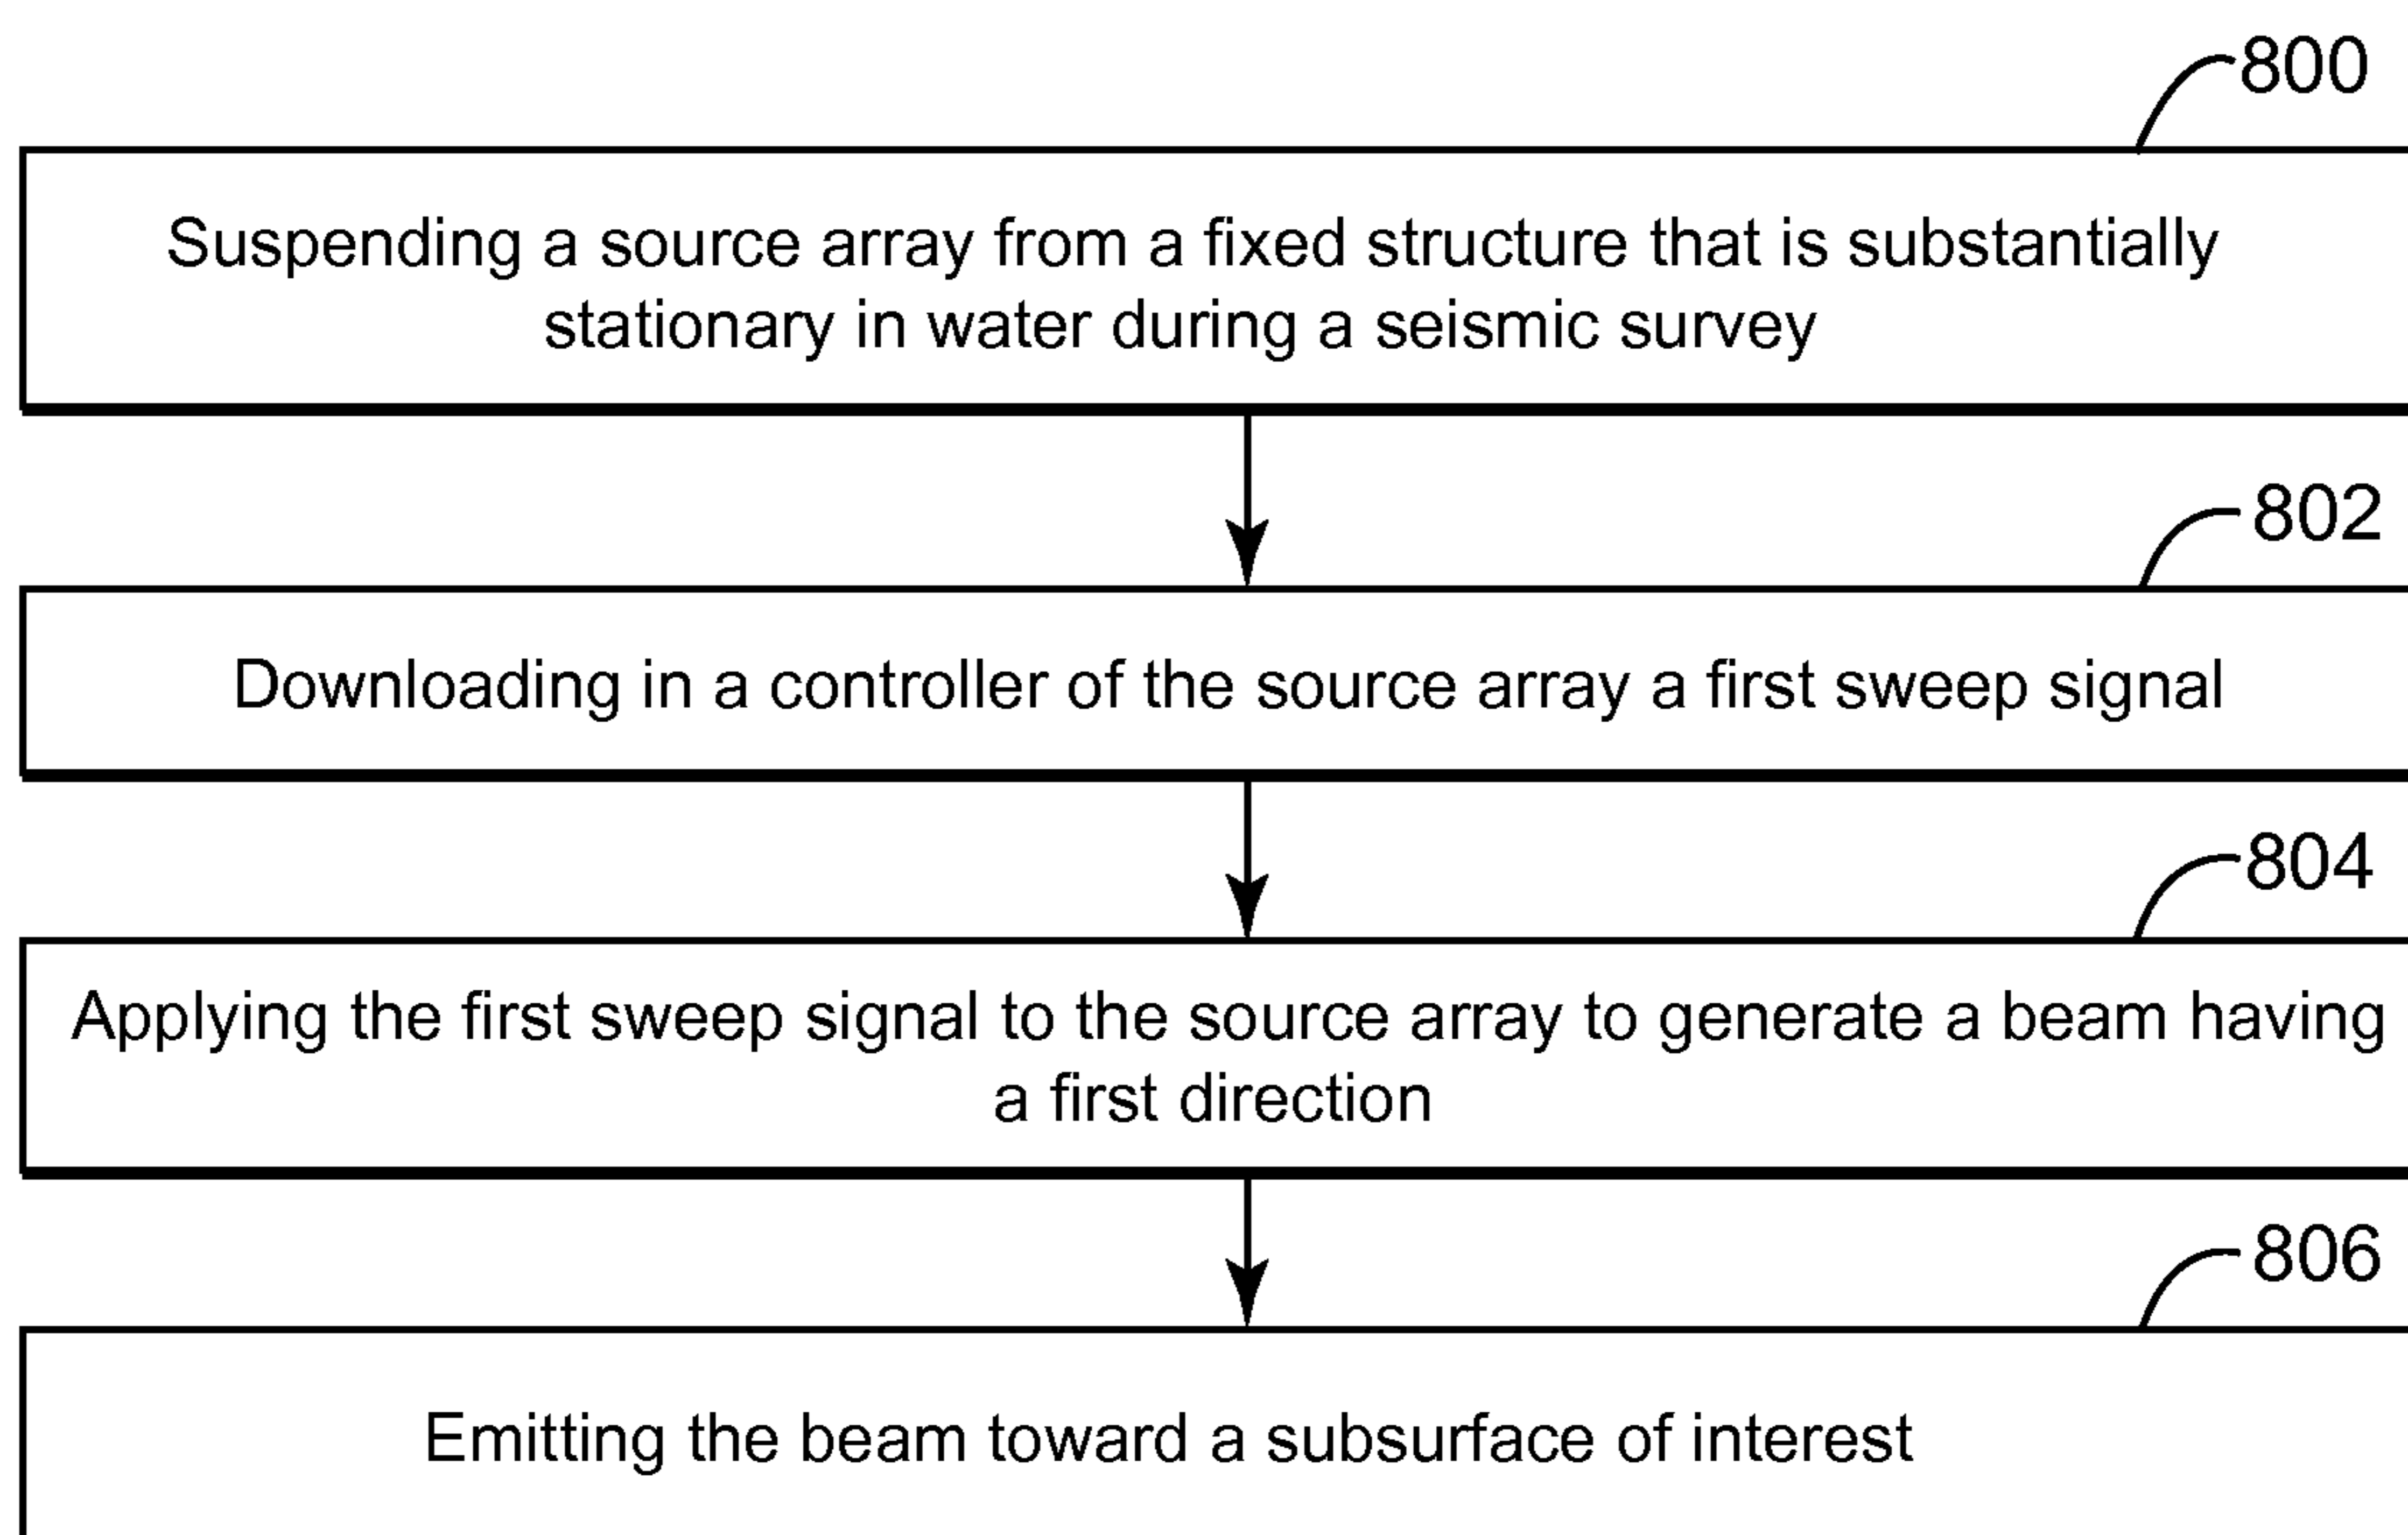 800
Suspending a source array from a fixed structure that is substantially
stationary in water during a seismic survey
802
Downloading in a controller of the source array a first sweep signal
804
Applying the first sweep signal to the source array to generate a beam having
a first direction
806
Emitting the beam toward a subsurface of interest